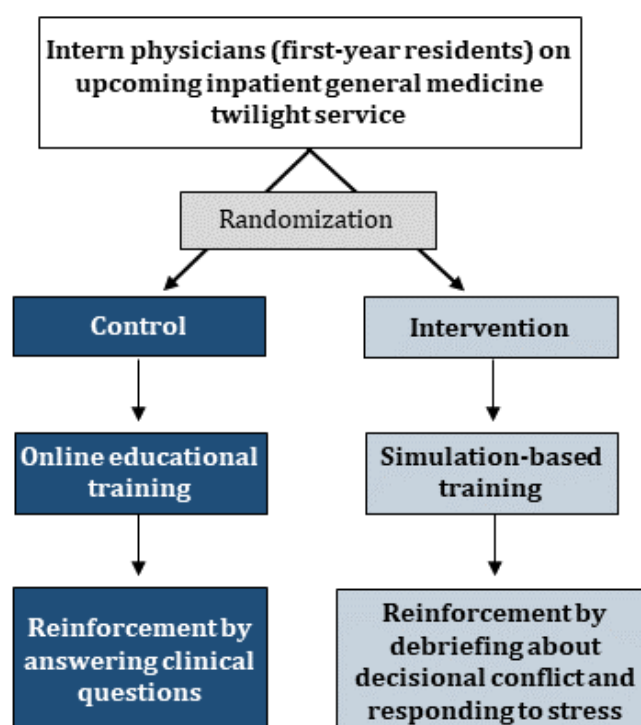 Intern physicians (first-year residents) on
upcoming inpatient general medicine
twilight service
Randomization
Control
Intervention
Online educational
training
Simulation-based
training
Reinforcement by
answering clinical
questions
Reinforcement by
debriefing about
decisional conflict and
responding to stress